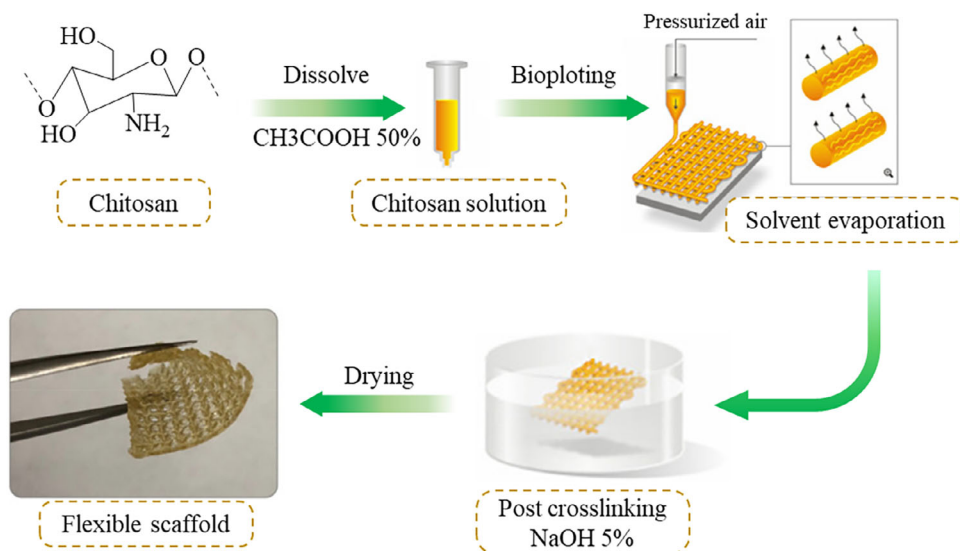 HO
O
O
O
HO
NH2
Chitosan
Dissolve
CH3COOH 50%
Chitosan solution
Bioploting
Pressurized air
Solvent evaporation
Post crosslinking
NaOH 5%
Drying
Flexible scaffold